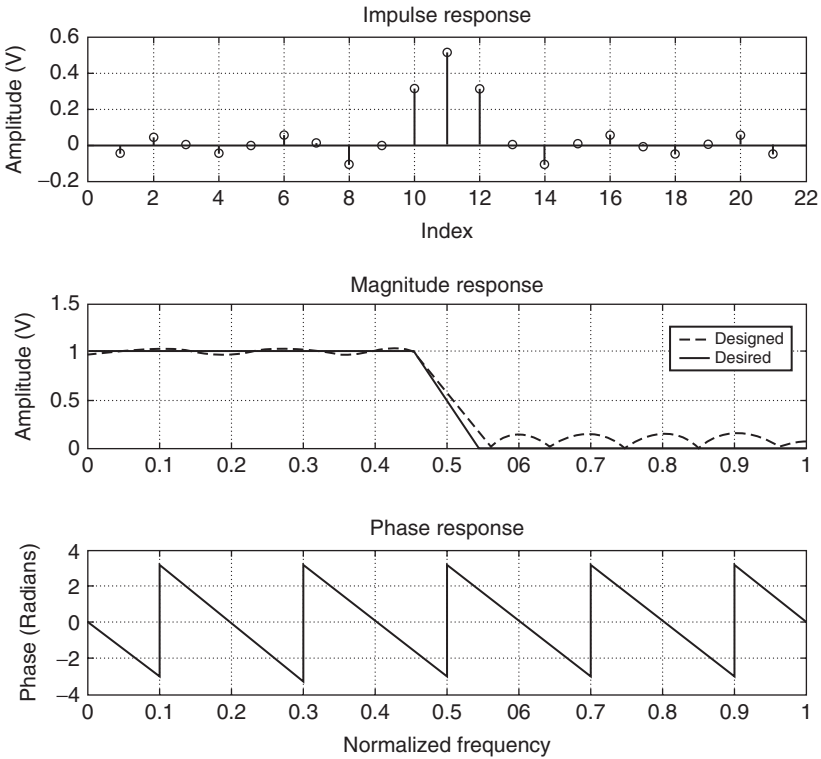 Impulse response
Amplitude (V)
0.6
0.4
0.2
0
−0.2
0 2 4 6 8 10 12 14 16 18 20 22
Index
Magnitude response
Amplitude (V)
1.5
1
0.5
0
Designed
Desired
0 0.1 0.2 0.3 0.4 0.5 06 0.7 0.8 0.9 1
Phase response
Phase (Radians)
4
2
0
−2
−4
0 0.1 0.2 0.3 0.4 0.5 06 0.7 0.8 0.9 1
Normalized frequency